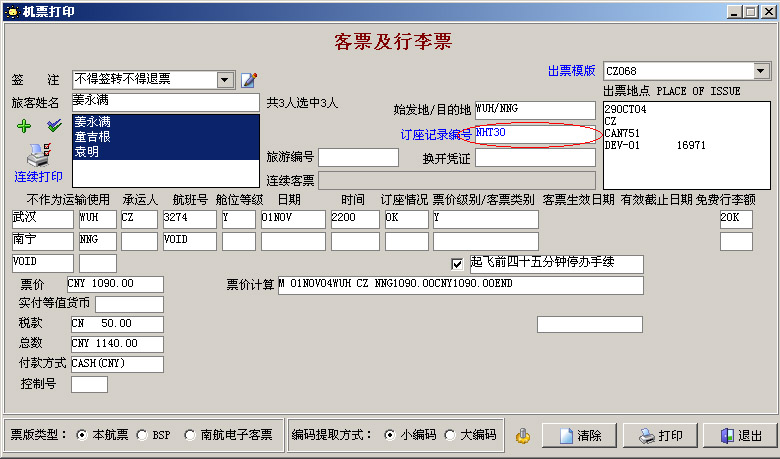 机票打印
客票及行李票
签 注 不得签转不得退票
出票模版 CZ068
旅客姓名 姜永满 共3人选中3人
始发地/目的地 WUH/NNG
出票地点 PLACE OF ISSUE
姜永满
童吉根
袁明
订座记录编号 NHT30
29OCT04
CZ
CAN751
DEV-01 16971
连续打印
旅游编号 换开凭证
连续客票
不作为运输使用 承运人 航班号 舱位等级 日期 时间 订座情况 票价级别/客票类别 客票生效日期 有效截止日期 免费行李额
武汉 WUH CZ 3274 Y 01NOV 2200 OK Y 20K
南宁 NNG VOID
VOID
起飞前四十五分钟停办手续
票价 CNY 1090.00 票价计算 M 01NOV04WUH CZ NNG1090.00CNY1090.00END
实付等值货币
税款 CN 50.00
总数 CNY 1140.00
付款方式 CASH(CNY)
控制号
票版类型： 本航票 BSP 南航电子客票 编码提取方式： 小编码 大编码 清除 打印 退出